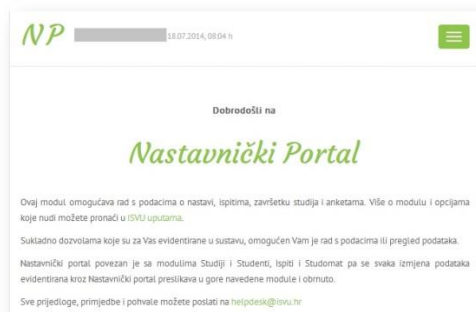 NP 18.07.2014, 08:04 h
Dobrodošli na
Nastavnički Portal
Ovaj modul omogućava rad s podacima o nastavi, ispitima, završetku studija i anketama. Više o modulu i opcijama
koje nudi možete pronaći u ISVU uputama.
Sukladno dozvolama koje su za Vas evidentirane u sustavu, omogućen Vam je rad s podacima ili pregled podataka.
Nastavnički portal povezan je sa modulima Studiji i Studenti, Ispiti i Studomat pa se svaka izmjena podataka
evidentirana kroz Nastavnički portal preslikava u gore navedene module i obrnuto.
Sve prijedloge, primjedbe i pohvale možete poslati na helpdesk@isvu.hr